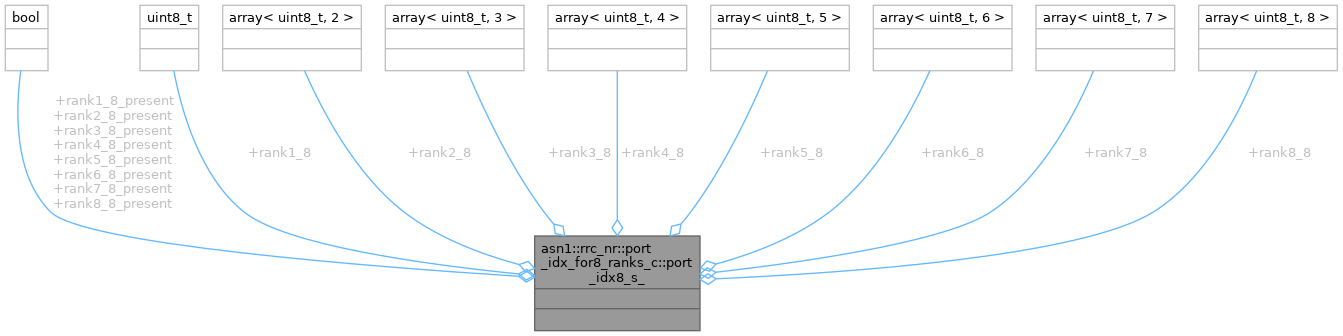 bool
uint8_t
array< uint8_t, 2 >
array< uint8_t, 3 >
array< uint8_t, 4 >
array< uint8_t, 5 >
array< uint8_t, 6 >
array< uint8_t, 7 >
array< uint8_t, 8 >
+rank1_8_present
+rank2_8_present
+rank3_8_present
+rank4_8_present
+rank5_8_present
+rank6_8_present
+rank7_8_present
+rank8_8_present
+rank1_8
+rank2_8
+rank3_8
+rank4_8
+rank5_8
+rank6_8
+rank7_8
+rank8_8
asn1::rrc_nr::port
_idx_for8_ranks_c::port
_idx8_s_